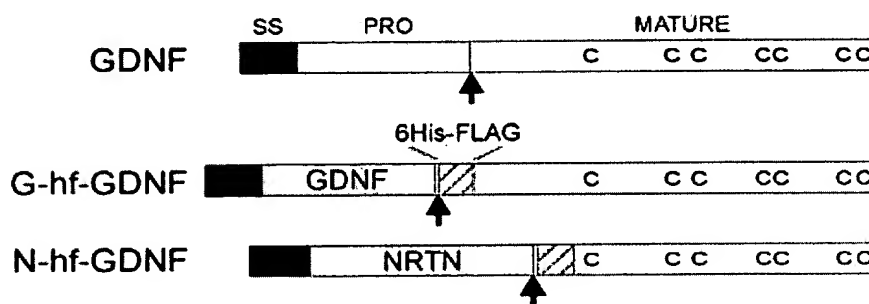 SS PRO MATURE
GDNF C C C CC CC
6His-FLAG
G-hf-GDNF GDNF C C C CC CC
N-hf-GDNF NRTN C C C CC CC